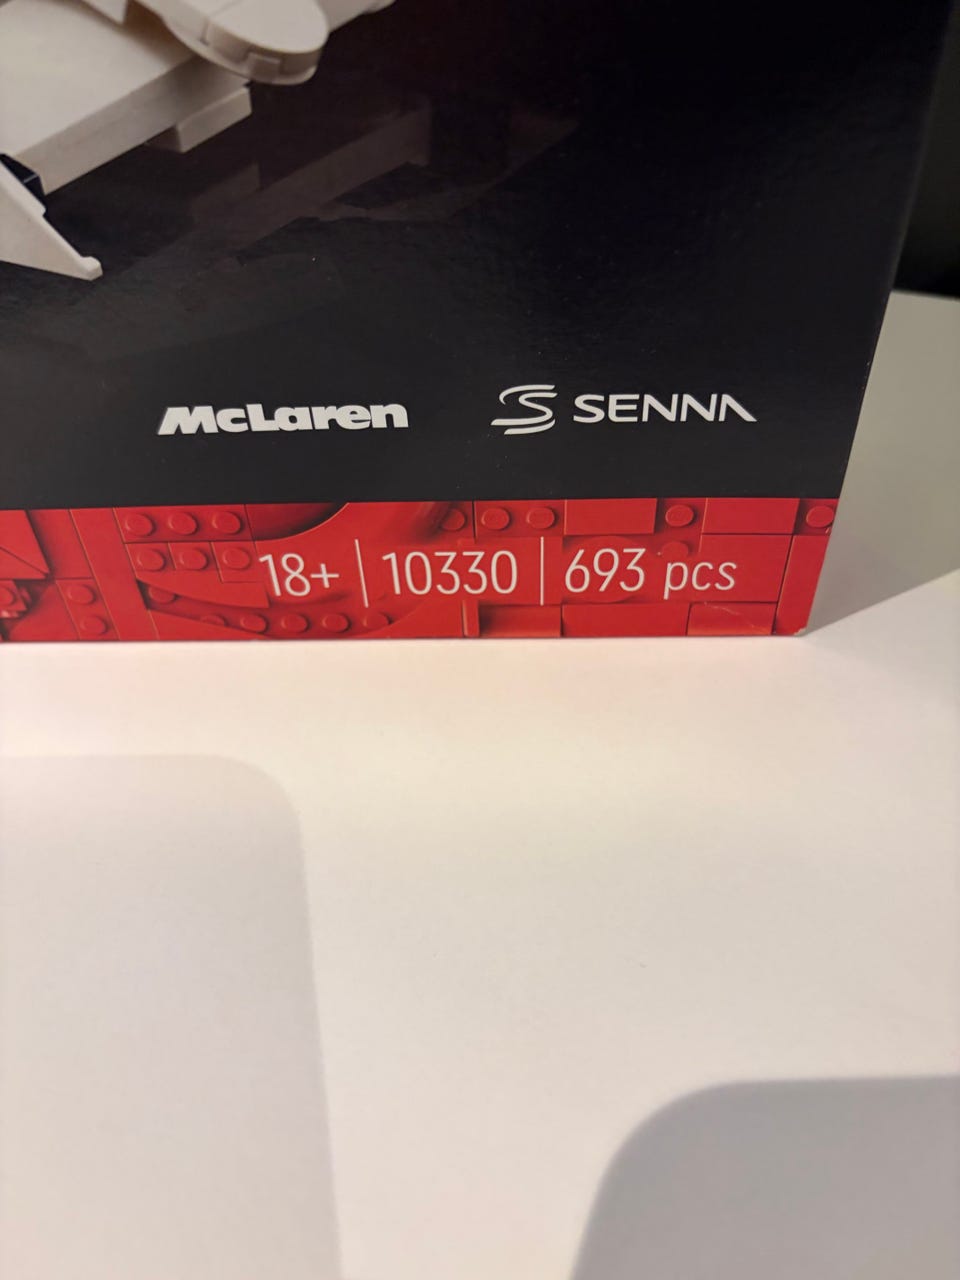 McLaren SENNA
18+ | 10330 | 693 pcs